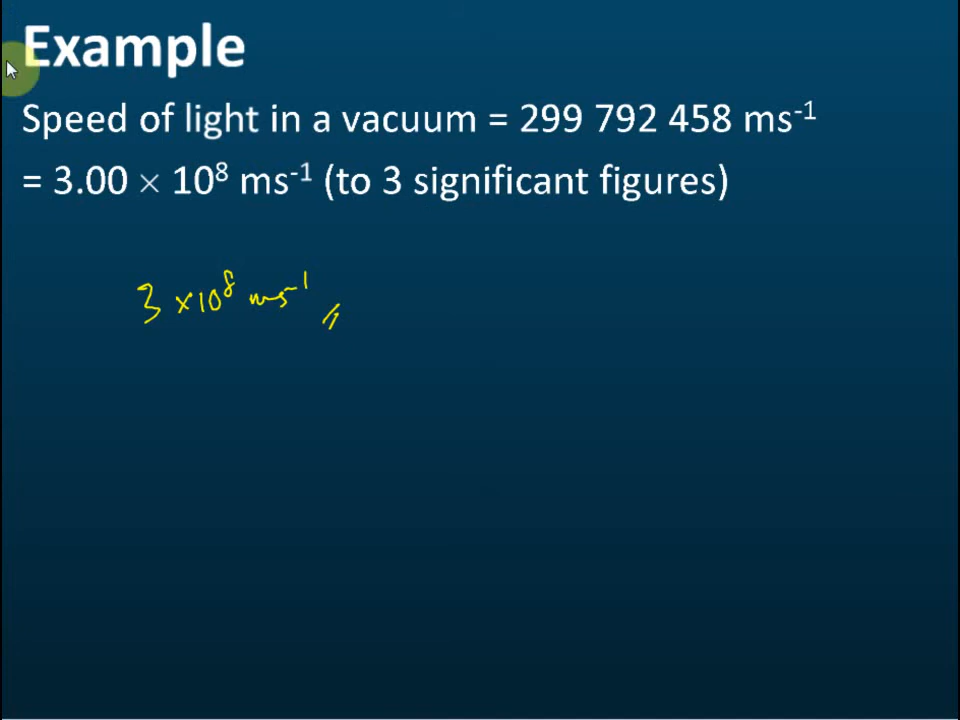 Example
Speed of light in a vacuum = 299 792 458 ms⁻¹
= 3.00 × 10⁸ ms⁻¹ (to 3 significant figures)
3 ×10⁸ ms⁻¹